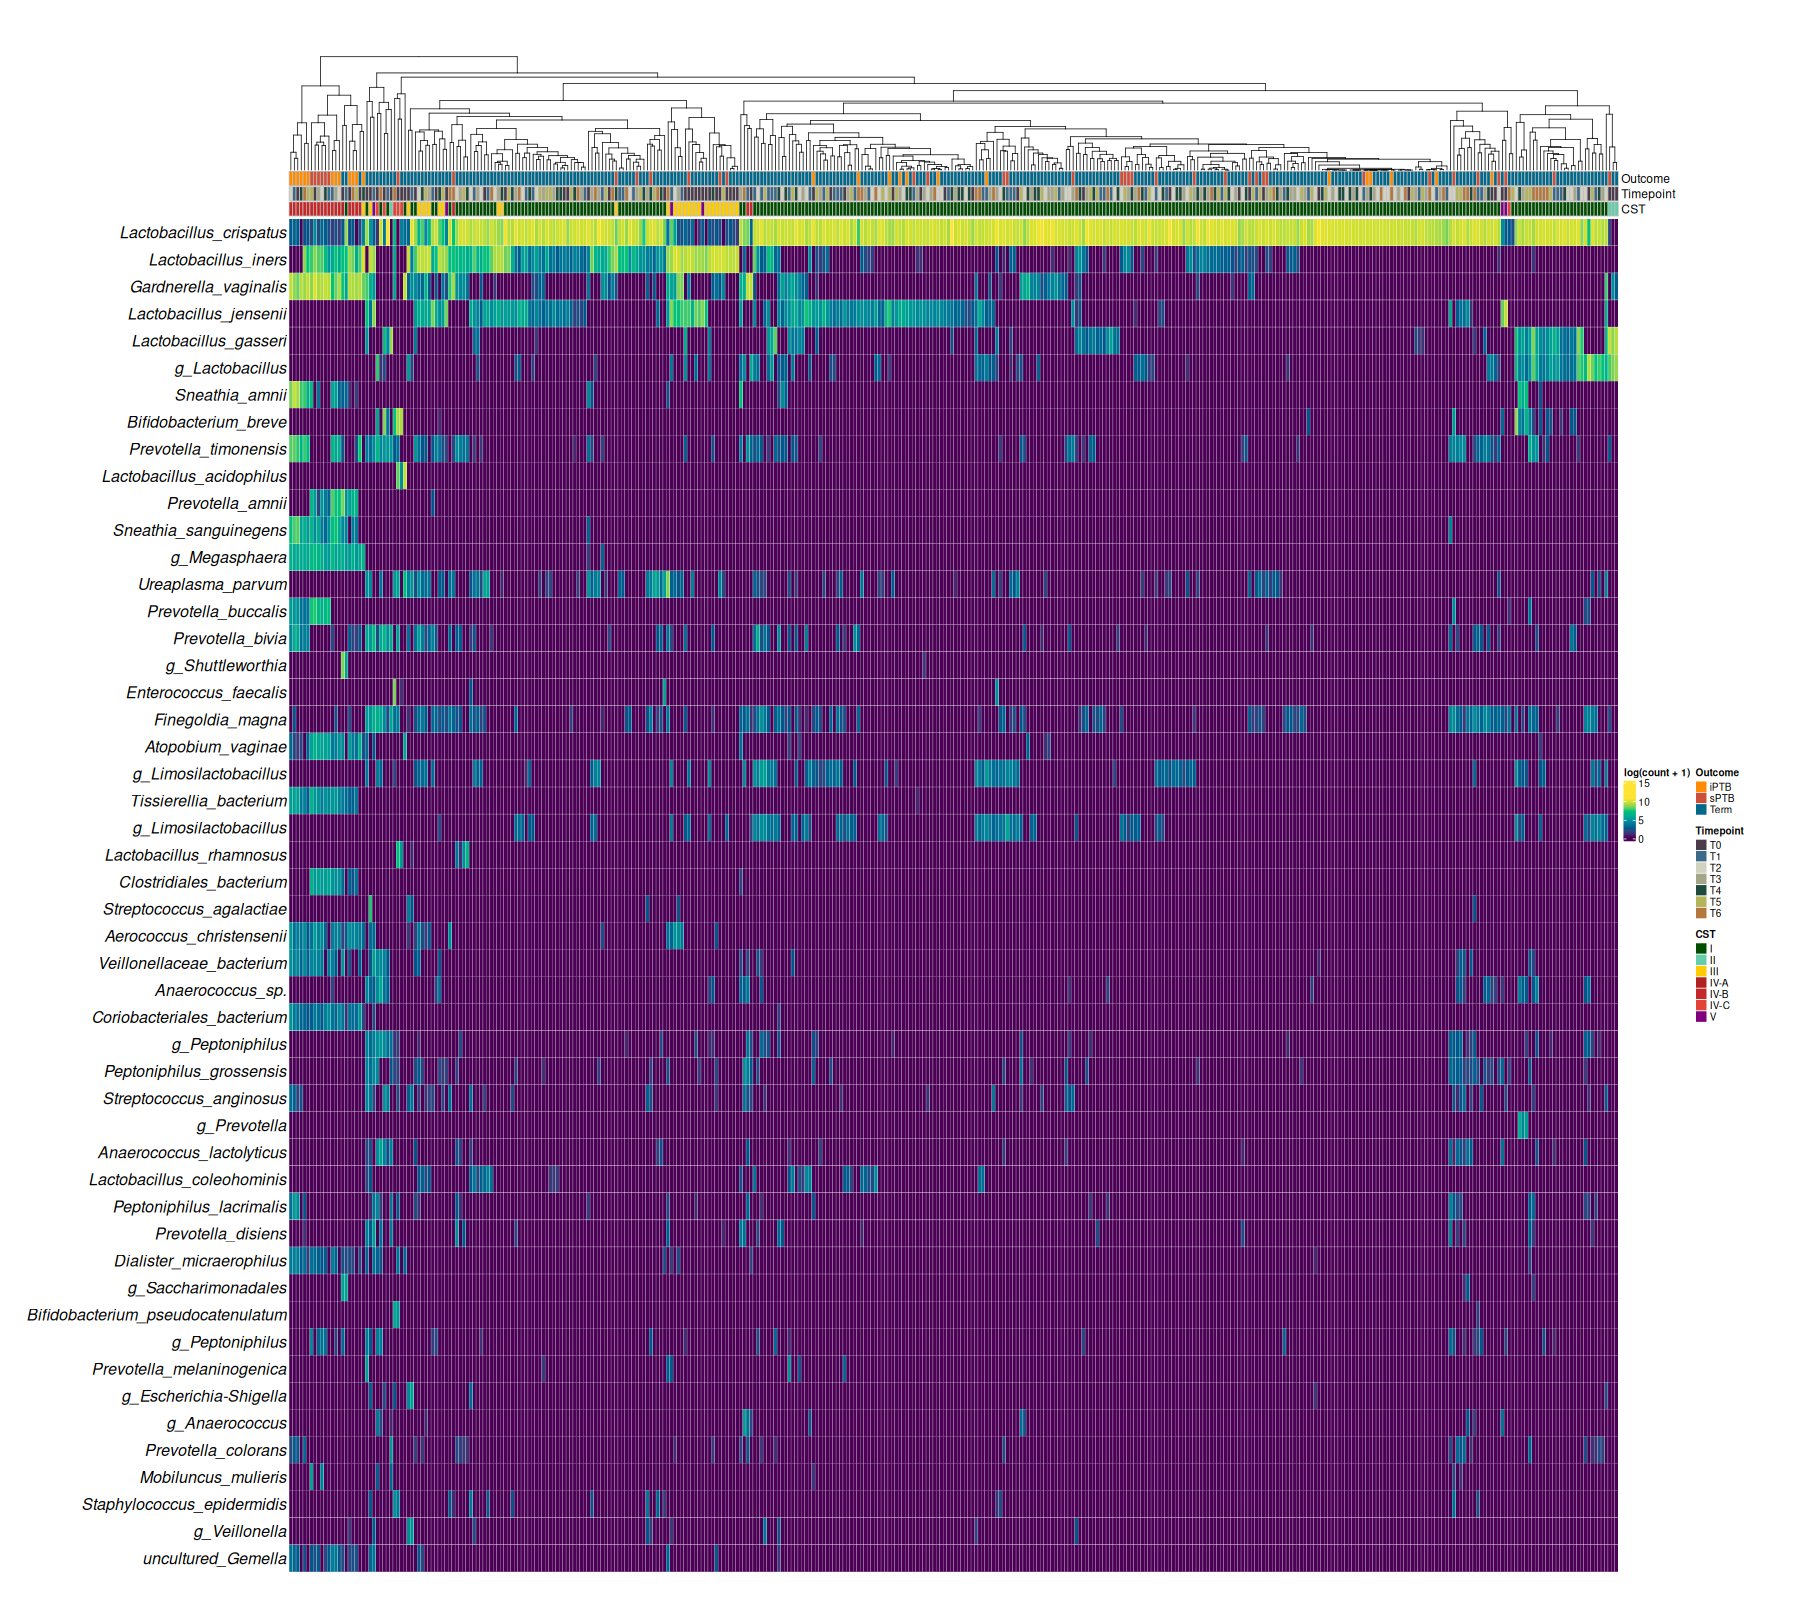 Outcome
Timepoint
CST
Lactobacillus_crispatus
Lactobacillus_iners
Gardnerella_vaginalis
Lactobacillus_jensenii
Lactobacillus_gasseri
g_Lactobacillus
Sneathia_amnii
Bifidobacterium_breve
Prevotella_timonensis
Lactobacillus_acidophilus
Prevotella_amnii
Sneathia_sanguinegens
g_Megasphaera
Ureaplasma_parvum
Prevotella_buccalis
Prevotella_bivia
g_Shuttleworthia
Enterococcus_faecalis
Finegoldia_magna
Atopobium_vaginae
g_Limosilactobacillus
Tissierellia_bacterium
g_Limosilactobacillus
Lactobacillus_rhamnosus
Clostridiales_bacterium
Streptococcus_agalactiae
Aerococcus_christensenii
Veillonellaceae_bacterium
Anaerococcus_sp.
Coriobacteriales_bacterium
g_Peptoniphilus
Peptoniphilus_grossensis
Streptococcus_anginosus
g_Prevotella
Anaerococcus_lactolyticus
Lactobacillus_coleohominis
Peptoniphilus_lacrimalis
Prevotella_disiens
Dialister_micraerophilus
g_Saccharimonadales
Bifidobacterium_pseudocatenulatum
g_Peptoniphilus
Prevotella_melaninogenica
g_Escherichia-Shigella
g_Anaerococcus
Prevotella_colorans
Mobiluncus_mulieris
Staphylococcus_epidermidis
g_Veillonella
uncultured_Gemella
log(count + 1)
15
10
5
0
Outcome
iPTB
sPTB
Term
Timepoint
T0
T1
T2
T3
T4
T5
T6
CST
I
II
III
IV-A
IV-B
IV-C
V